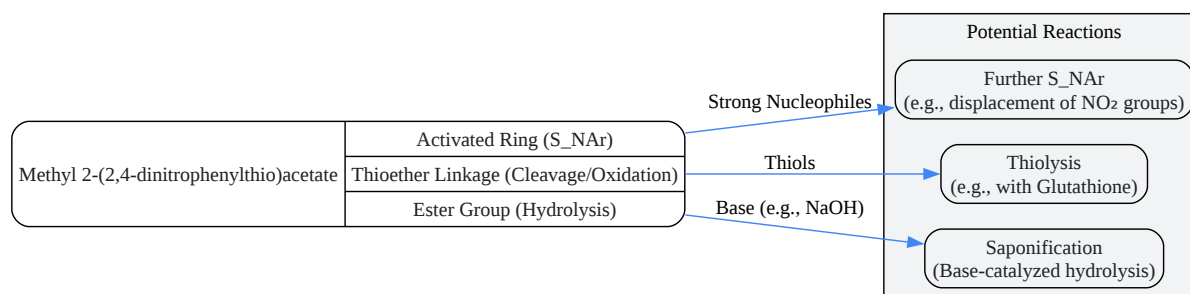 Potential Reactions
Further S_NAr
(e.g., displacement of NO₂ groups)
Strong Nucleophiles
Activated Ring (S_NAr)
Methyl 2-(2,4-dinitrophenylthio)acetate
Thioether Linkage (Cleavage/Oxidation)
Thiols
Thiolysis
(e.g., with Glutathione)
Ester Group (Hydrolysis)
Base (e.g., NaOH)
Saponification
(Base-catalyzed hydrolysis)